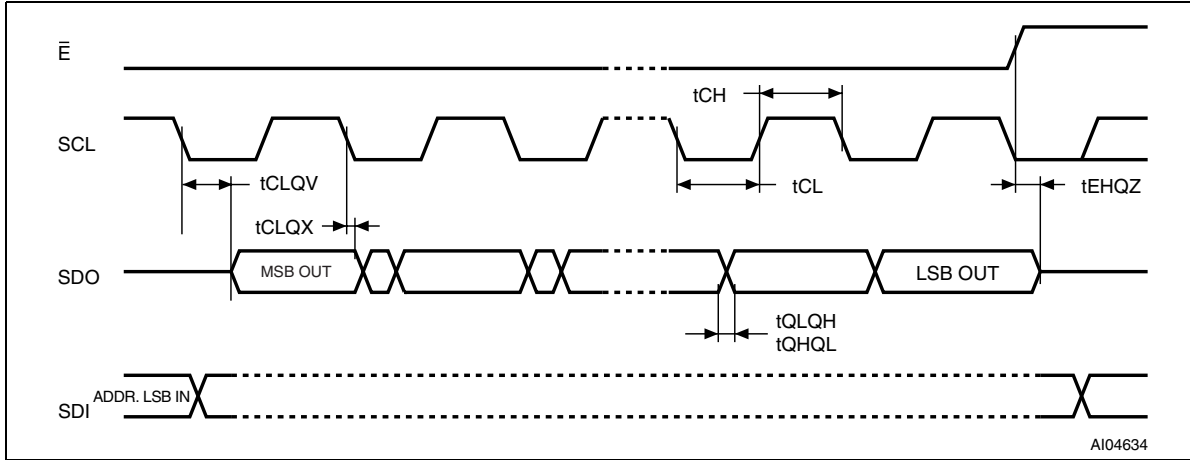 Ē
tCH
SCL
tCLQV
tCL
tEHQZ
tCLQX
SDO
MSB OUT
LSB OUT
tQLQH
tQHQL
ADDR. LSB IN
SDI
AI04634